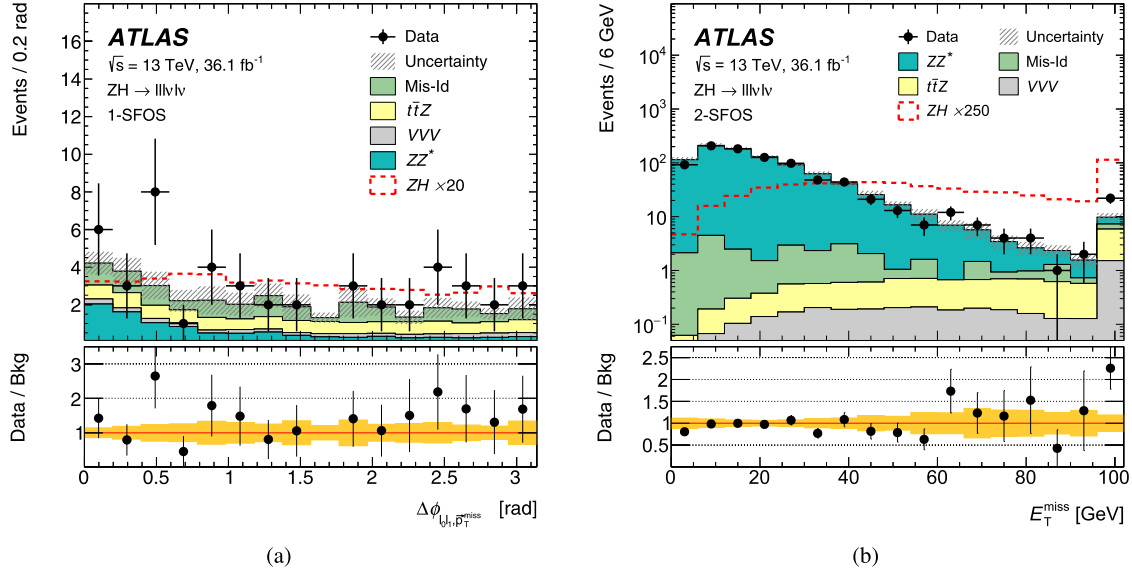 ATLAS
√s = 13 TeV, 36.1 fb⁻¹
ZH → lllνlν
1-SFOS
Data
Uncertainty
Mis-Id
tt̄Z
VVV
ZZ*
ZH ×20
Events / 0.2 rad
16
14
12
10
8
6
4
2
Data / Bkg
3
2
1
0 0.5 1 1.5 2 2.5 3
Δϕ l₀l₁,p⃗ᵀᵐⁱˢˢ [rad]
(a)
ATLAS
√s = 13 TeV, 36.1 fb⁻¹
ZH → lllνlν
2-SFOS
Data
Uncertainty
ZZ*
Mis-Id
tt̄Z
VVV
ZH ×250
Events / 6 GeV
10⁴
10³
10²
10
1
10⁻¹
Data / Bkg
2.5
2
1.5
1
0.5
0 20 40 60 80 100
E_T^miss [GeV]
(b)